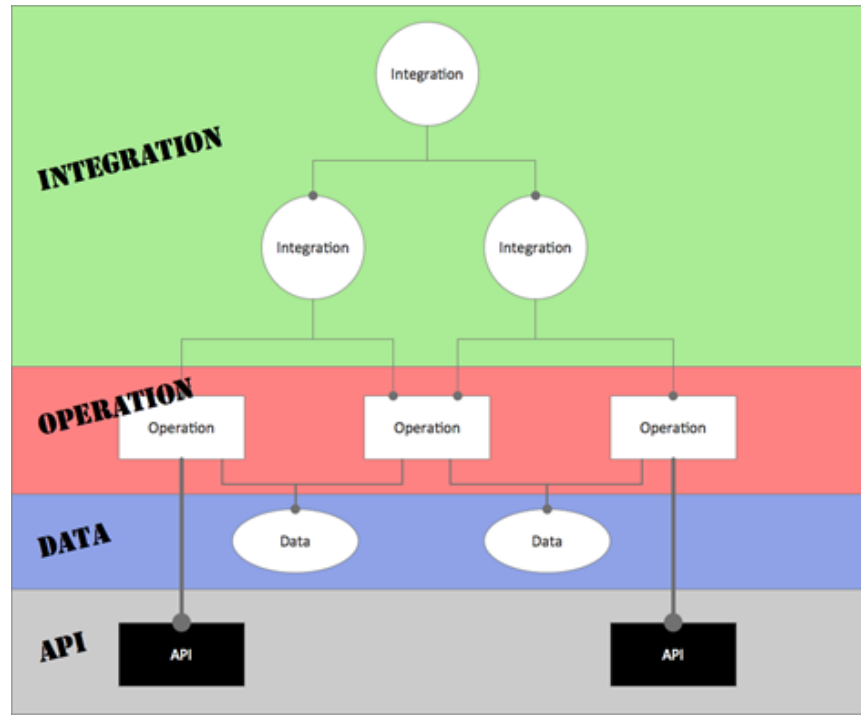 Integration
INTEGRATION
Integration
Integration
OPERATION
Operation
Operation
Operation
DATA
Data
Data
API
API
API